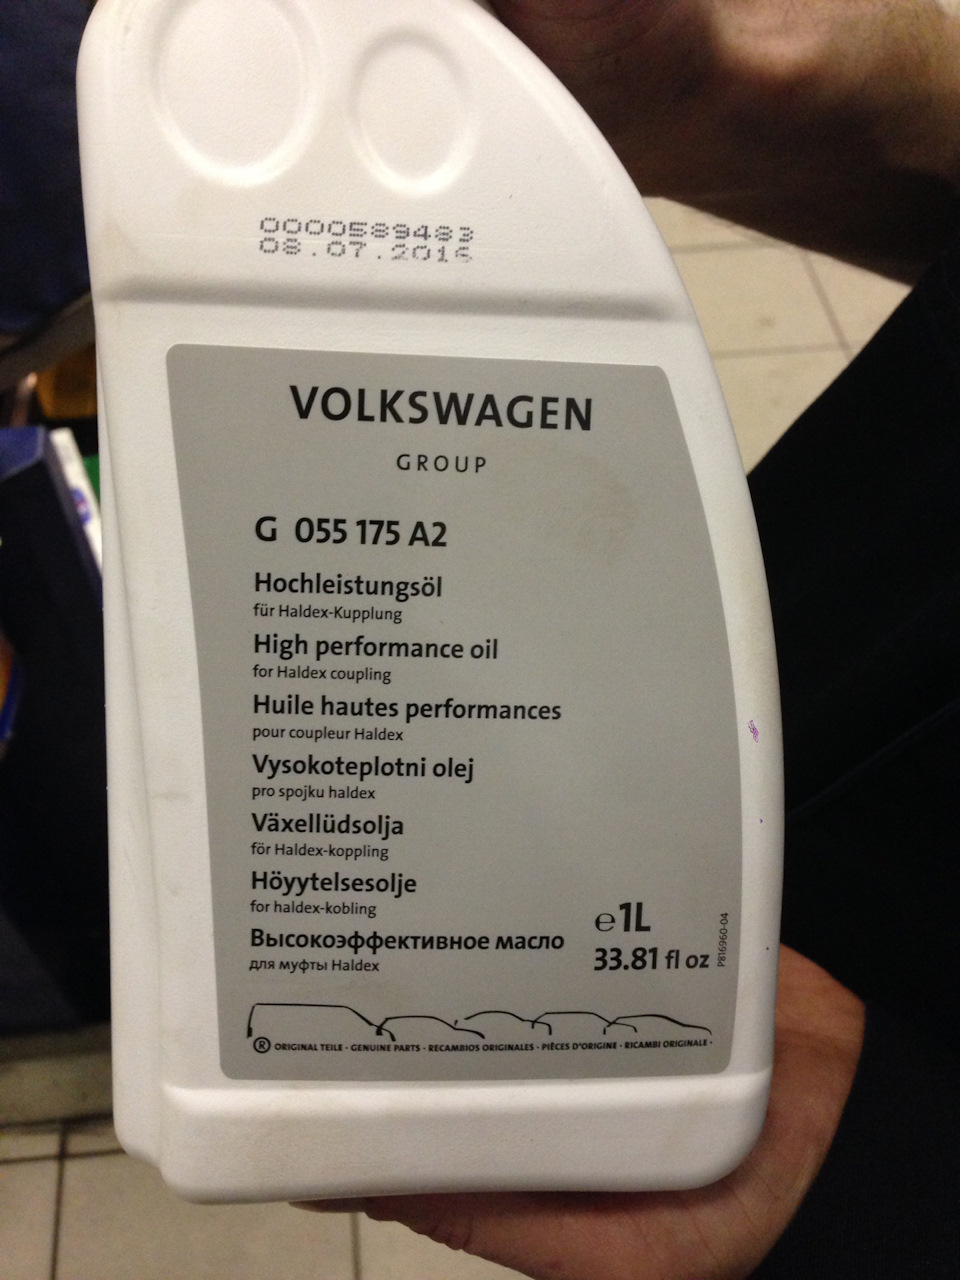 0000589483
08.07.2015
VOLKSWAGEN
GROUP
G 055 175 A2
Hochleistungsöl
für Haldex-Kupplung
High performance oil
for Haldex coupling
Huile hautes performances
pour coupleur Haldex
Vysokoteplotni olej
pro spojku haldex
Växellüdsolja
för Haldex-koppling
Höyytelsesolje
for haldex-kobling
Высокоэффективное масло
для муфты Haldex
℮1L
33.81 fl oz
P816960-04
® ORIGINAL TEILE · GENUINE PARTS · RECAMBIOS ORIGINALES · PIÈCES D'ORIGINE · RICAMBI ORIGINALE ·